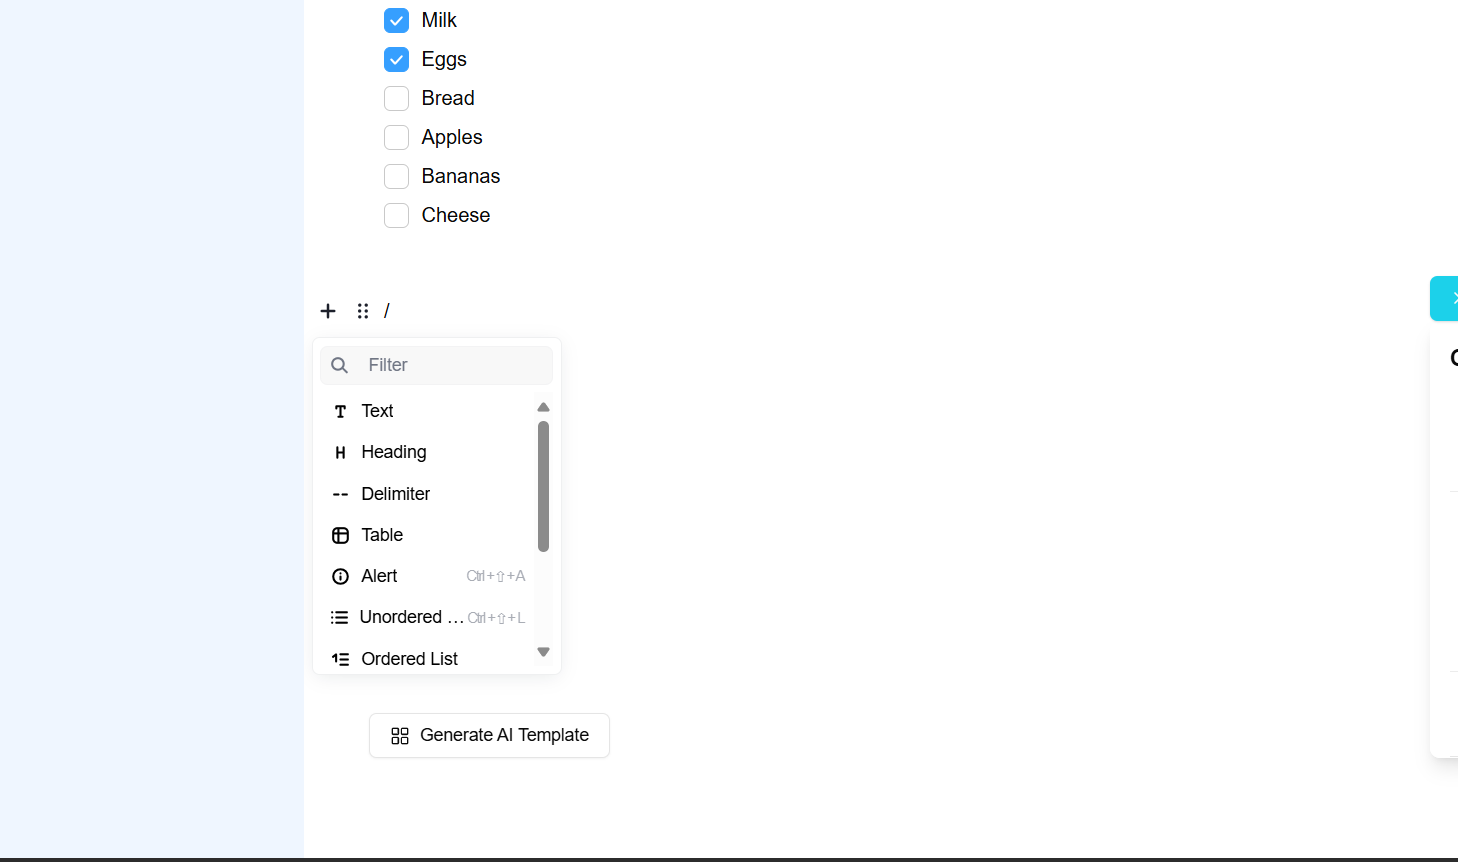 Milk
Eggs
Bread
Apples
Bananas
Cheese
/
Filter
Text
Heading
Delimiter
Table
Alert Ctrl+⇧+A
Unordered ... Ctrl+⇧+L
Ordered List
Generate AI Template